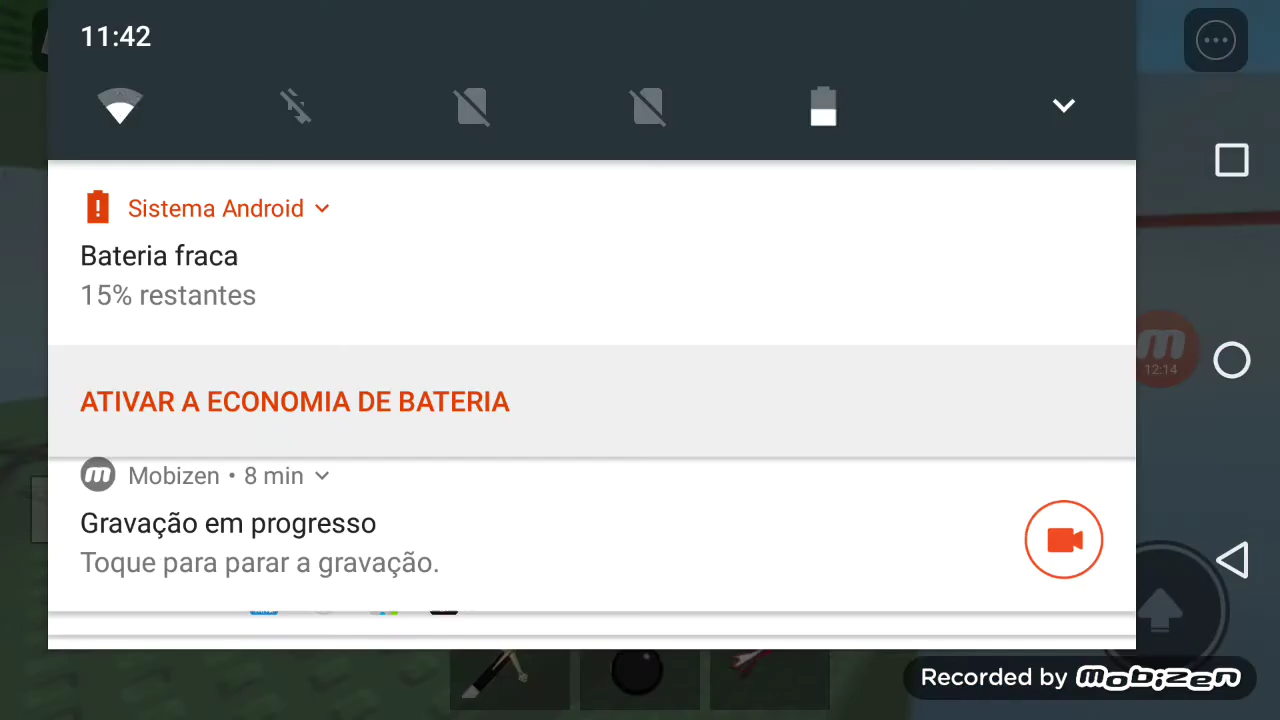 11:42
Sistema Android
Bateria fraca
15% restantes
ATIVAR A ECONOMIA DE BATERIA
m
12:14
Mobizen • 8 min
Gravação em progresso
Toque para parar a gravação.
Recorded by mobizen